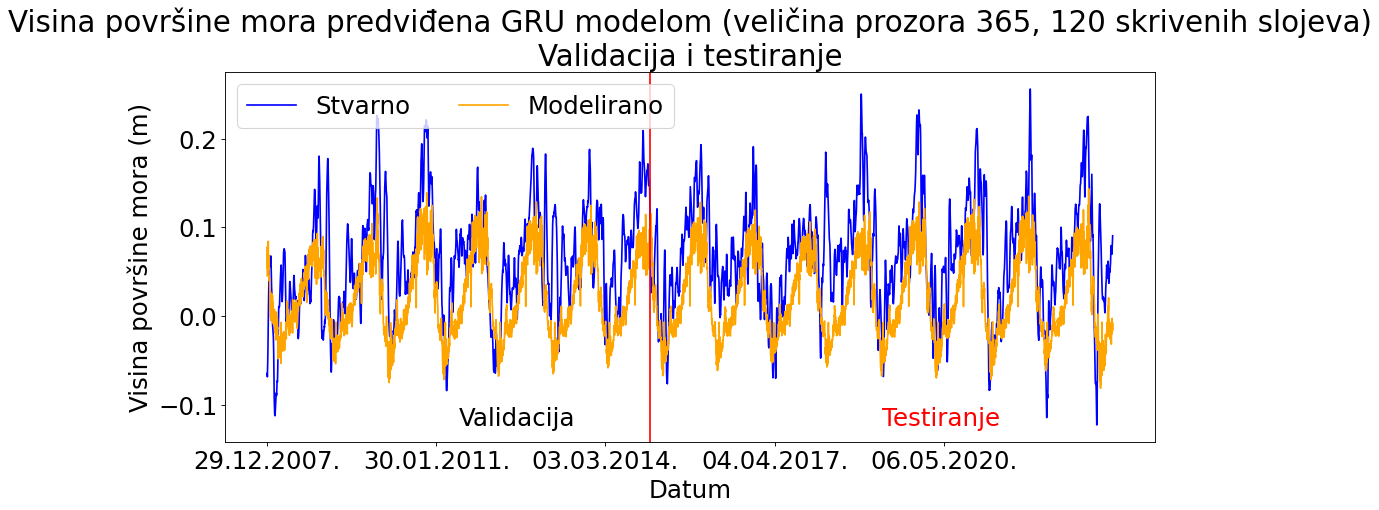 Visina površine mora predviđena GRU modelom (veličina prozora 365, 120 skrivenih slojeva)
Validacija i testiranje
Stvarno Modelirano
Visina površine mora (m)
0.2
0.1
0.0
−0.1
Validacija Testiranje
29.12.2007. 30.01.2011. 03.03.2014. 04.04.2017. 06.05.2020.
Datum